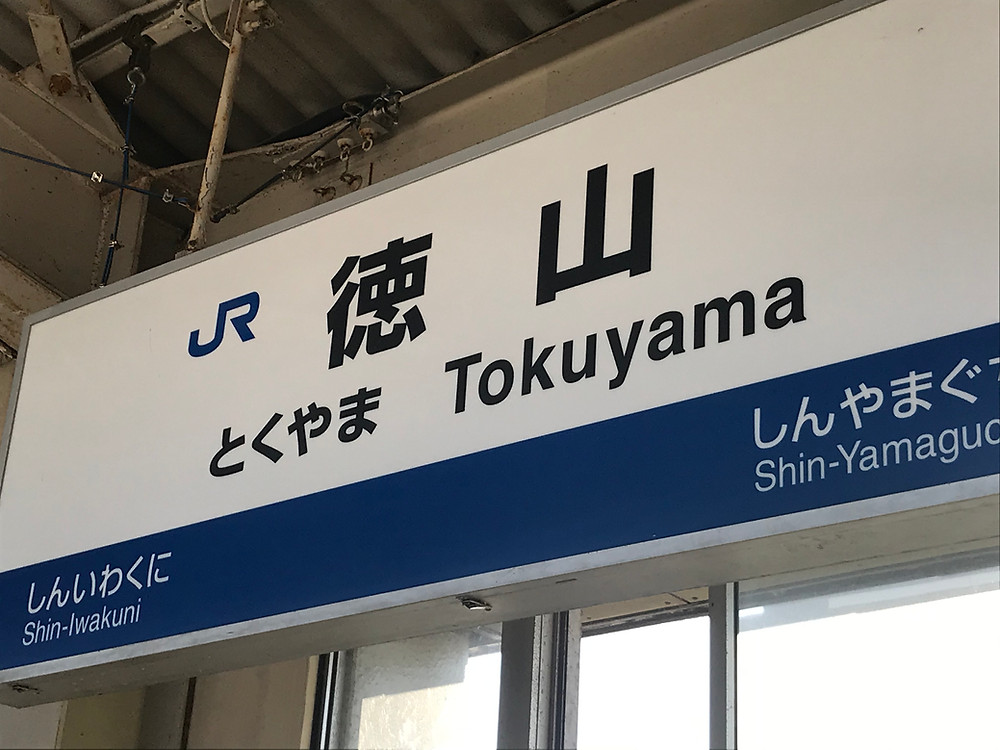 JR 徳山
とくやま Tokuyama
しんいわくに
Shin-Iwakuni
しんやまぐ
Shin-Yamaguc